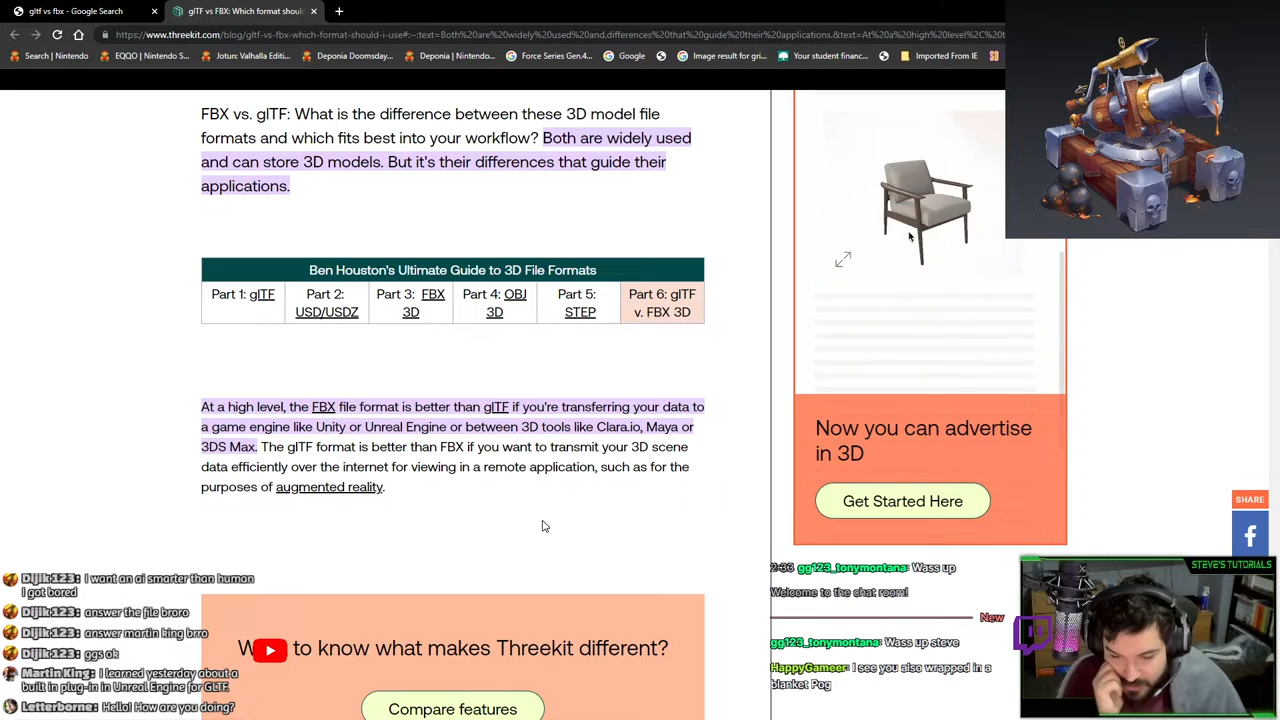 gltf vs fbx - Google Search
glTF vs FBX: Which format shoul
https://www.threekit.com/blog/gltf-vs-fbx-which-format-should-i-use#:~:text=Both%20are%20widely%20used%20and,differences%20that%20guide%20their%20applications.&text=At%20a%20high%20level%2C%20t
Search | Nintendo
EQQO | Nintendo S...
Jotun: Valhalla Editi...
Deponia Doomsday...
Deponia | Nintendo...
Force Series Gen.4...
Google
Image result for gri...
Your student financ...
Imported From IE
FBX vs. glTF: What is the difference between these 3D model file
formats and which fits best into your workflow? Both are widely used
and can store 3D models. But it's their differences that guide their
applications.
Ben Houston's Ultimate Guide to 3D File Formats
Part 1: glTF
Part 2:
USD/USDZ
Part 3: FBX
3D
Part 4: OBJ
3D
Part 5:
STEP
Part 6: glTF
v. FBX 3D
At a high level, the FBX file format is better than glTF if you're transferring your data to
a game engine like Unity or Unreal Engine or between 3D tools like Clara.io, Maya or
3DS Max. The glTF format is better than FBX if you want to transmit your 3D scene
data efficiently over the internet for viewing in a remote application, such as for the
purposes of augmented reality.
W to know what makes Threekit different?
Compare features
Now you can advertise
in 3D
Get Started Here
SHARE
Dijik123: I want an ai smarter than human
I got bored
Dijik123: answer the file broro
Dijik123: answer martin king brro
Dijik123: ggs ok
Martin King: I learned yesterday about a
built in plug-in in Unreal Engine for GLTF.
Letterborne: Hello! How are you doing?
2:33 gg123_tonymontana: Wass up
Welcome to the chat room!
New
gg123_tonymontana: Wass up steve
HappyGameer: I see you also wrapped in a
blanket Pog
STEVE'S TUTORIALS